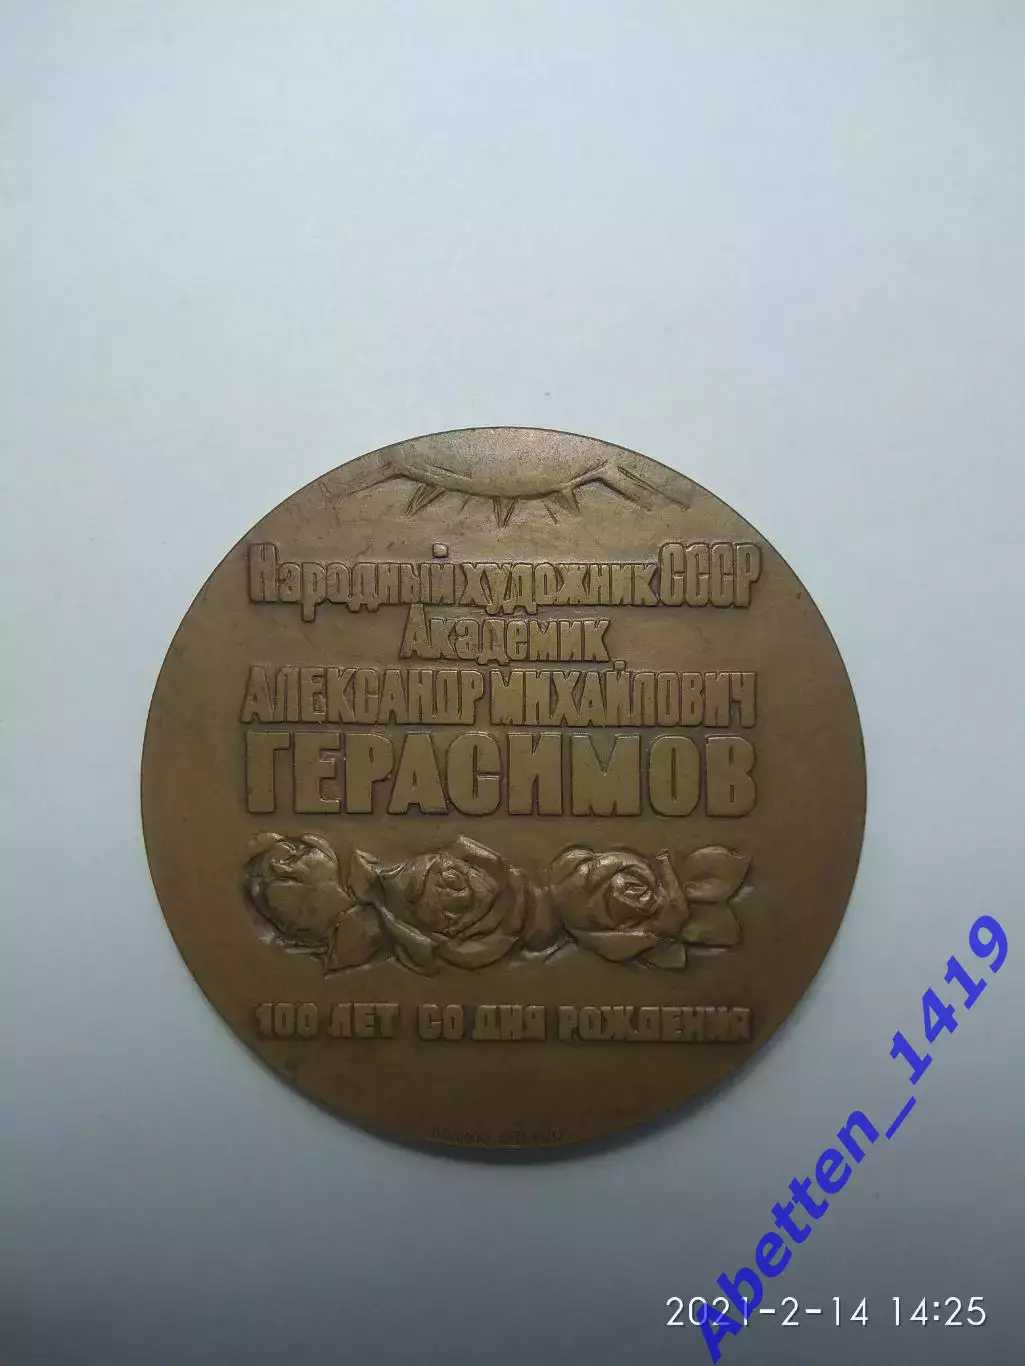 Народный художник СССР
Академик
АЛЕКСАНДР МИХАЙЛОВИЧ
ГЕРАСИМОВ
100 ЛЕТ СО ДНЯ РОЖДЕНИЯ
Abetten_1419
2021-2-14 14:25